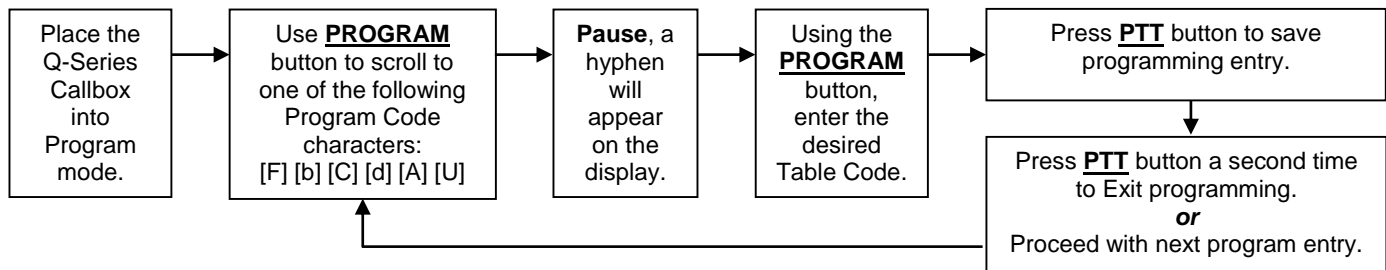 Place the
Q-Series
Callbox
into
Program
mode.
Use PROGRAM
button to scroll to
one of the following
Program Code
characters:
[F] [b] [C] [d] [A] [U]
Pause, a
hyphen
will
appear
on the
display.
Using the
PROGRAM
button,
enter the
desired
Table Code.
Press PTT button to save
programming entry.
Press PTT button a second time
to Exit programming.
or
Proceed with next program entry.